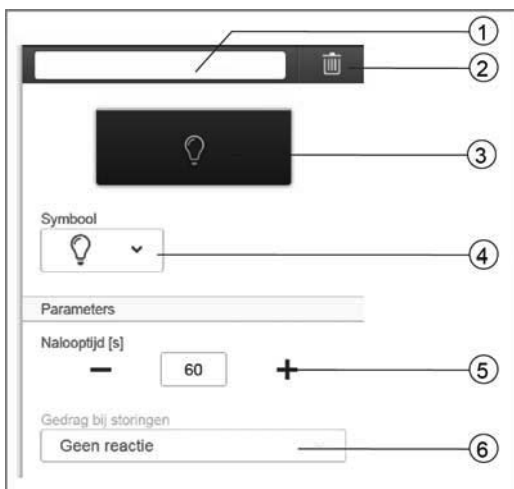 1
2
3
Symbool
4
Parameters
Nalooptijd [s]
60
5
Gedrag bij storingen
Geen reactie
6